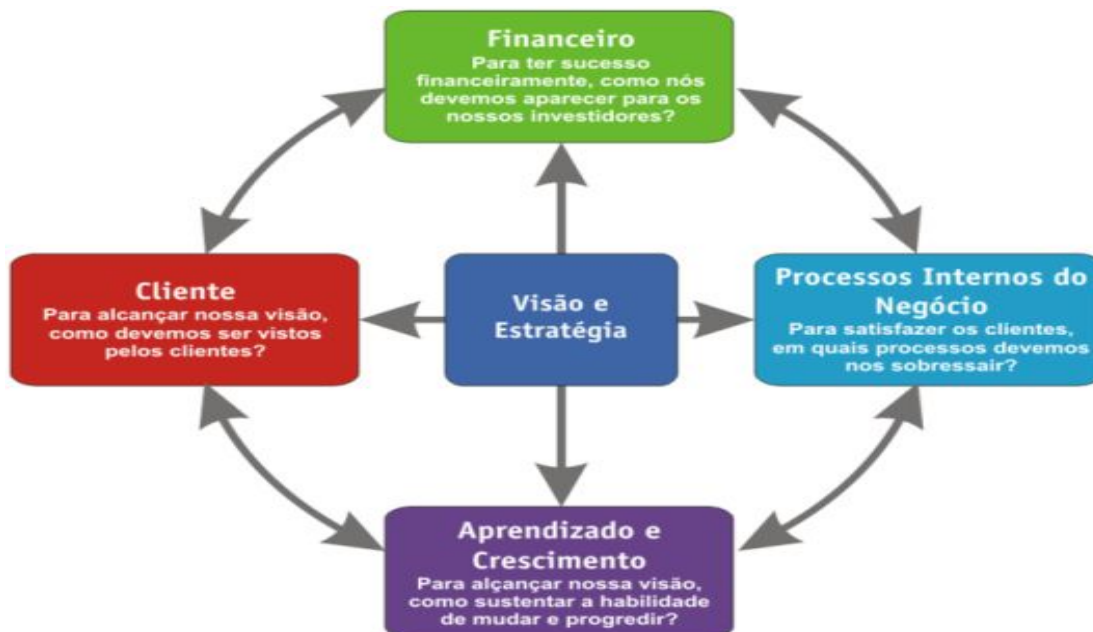 Financeiro
Para ter sucesso
financeiramente, como nós
devemos aparecer para os
nossos investidores?
Cliente
Para alcançar nossa visão,
como devemos ser vistos
pelos clientes?
Visão e
Estratégia
Processos Internos do
Negócio
Para satisfazer os clientes,
em quais processos devemos
nos sobressair?
Aprendizado e
Crescimento
Para alçançar nossa visão,
como sustentar a habilidade
de mudar e progredir?